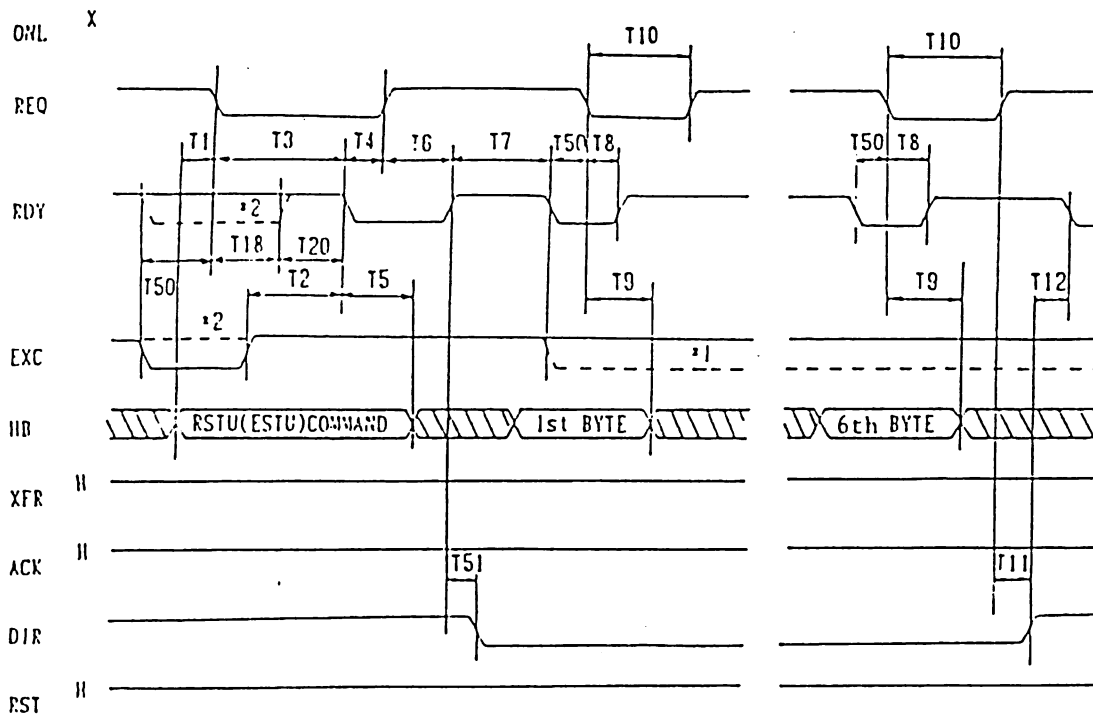 ONL X
T10 T10
REQ
T1 T3 T4 T6 T7 T50 T8 T50 T8
RDY *2
T18 T20
T50 T2 T5 T9 T9 T12
*2
EXC *1
HB RSTU(ESTU)COMMAND 1st BYTE 6th BYTE
XFR H
ACK H
T51 T11
DIR
RST H